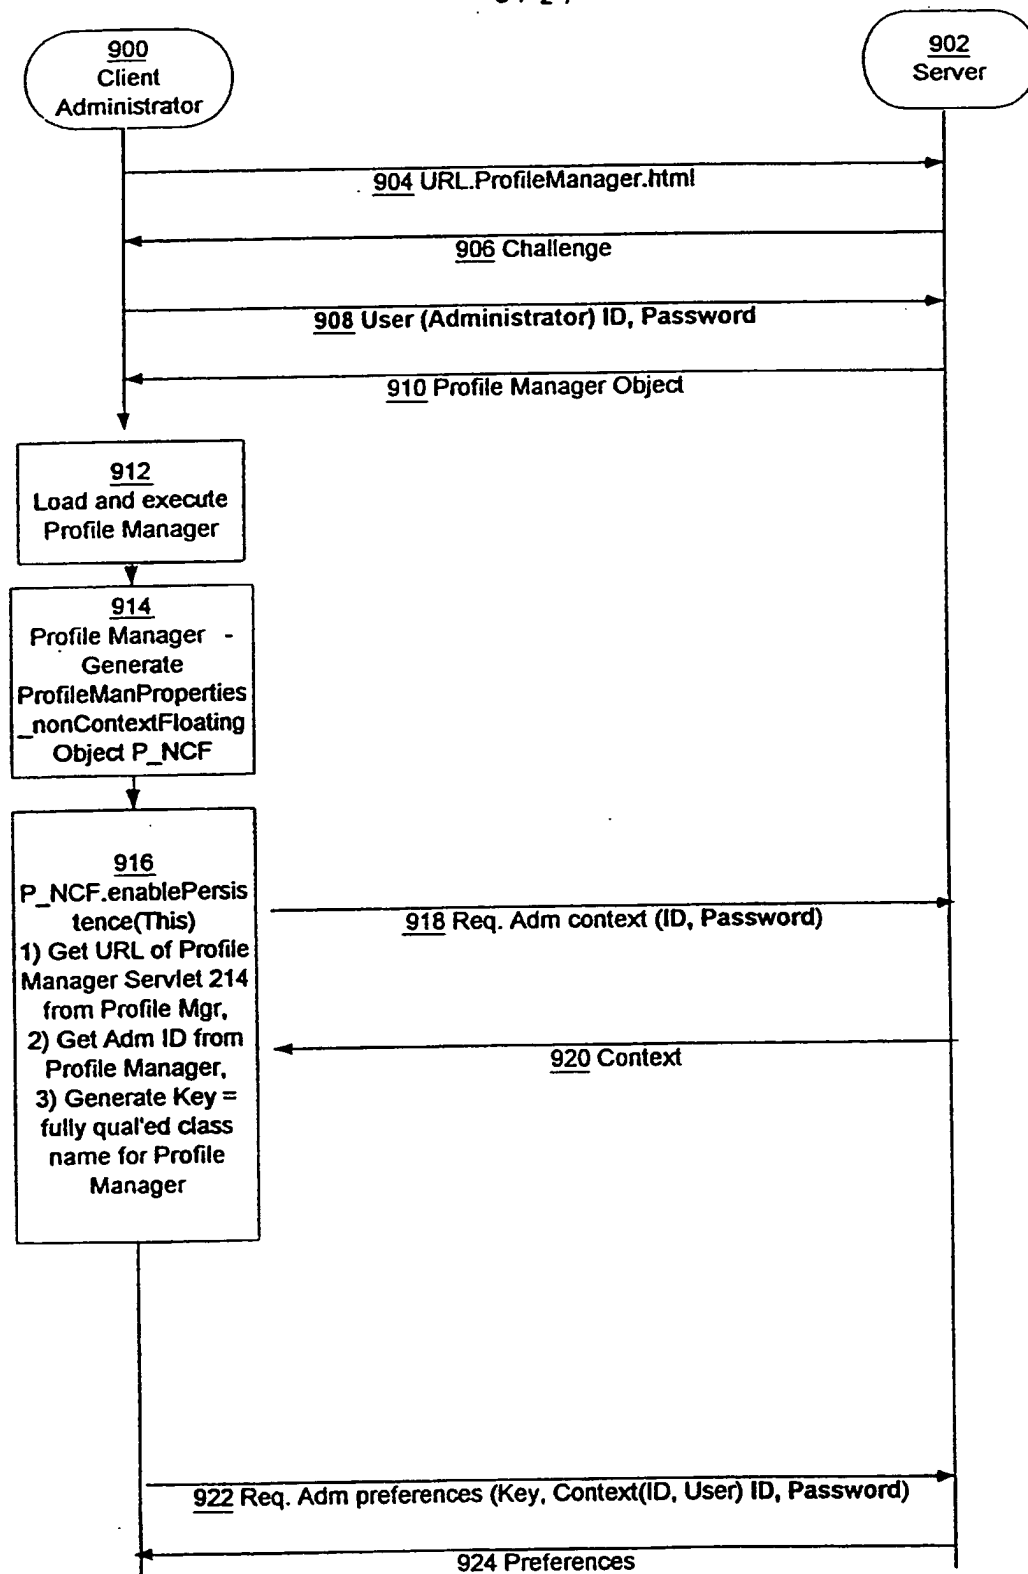 900
Client
Administrator
902
Server
904 URL.ProfileManager.html
906 Challenge
908 User (Administrator) ID, Password
910 Profile Manager Object
912
Load and execute
Profile Manager
914
Profile Manager -
Generate
ProfileManProperties
_nonContextFloating
Object P_NCF
916
P_NCF.enablePersis
tence(This)
1) Get URL of Profile
Manager Servlet 214
from Profile Mgr,
2) Get Adm ID from
Profile Manager,
3) Generate Key =
fully qual'ed class
name for Profile
Manager
918 Req. Adm context (ID, Password)
920 Context
922 Req. Adm preferences (Key, Context(ID, User) ID, Password)
924 Preferences